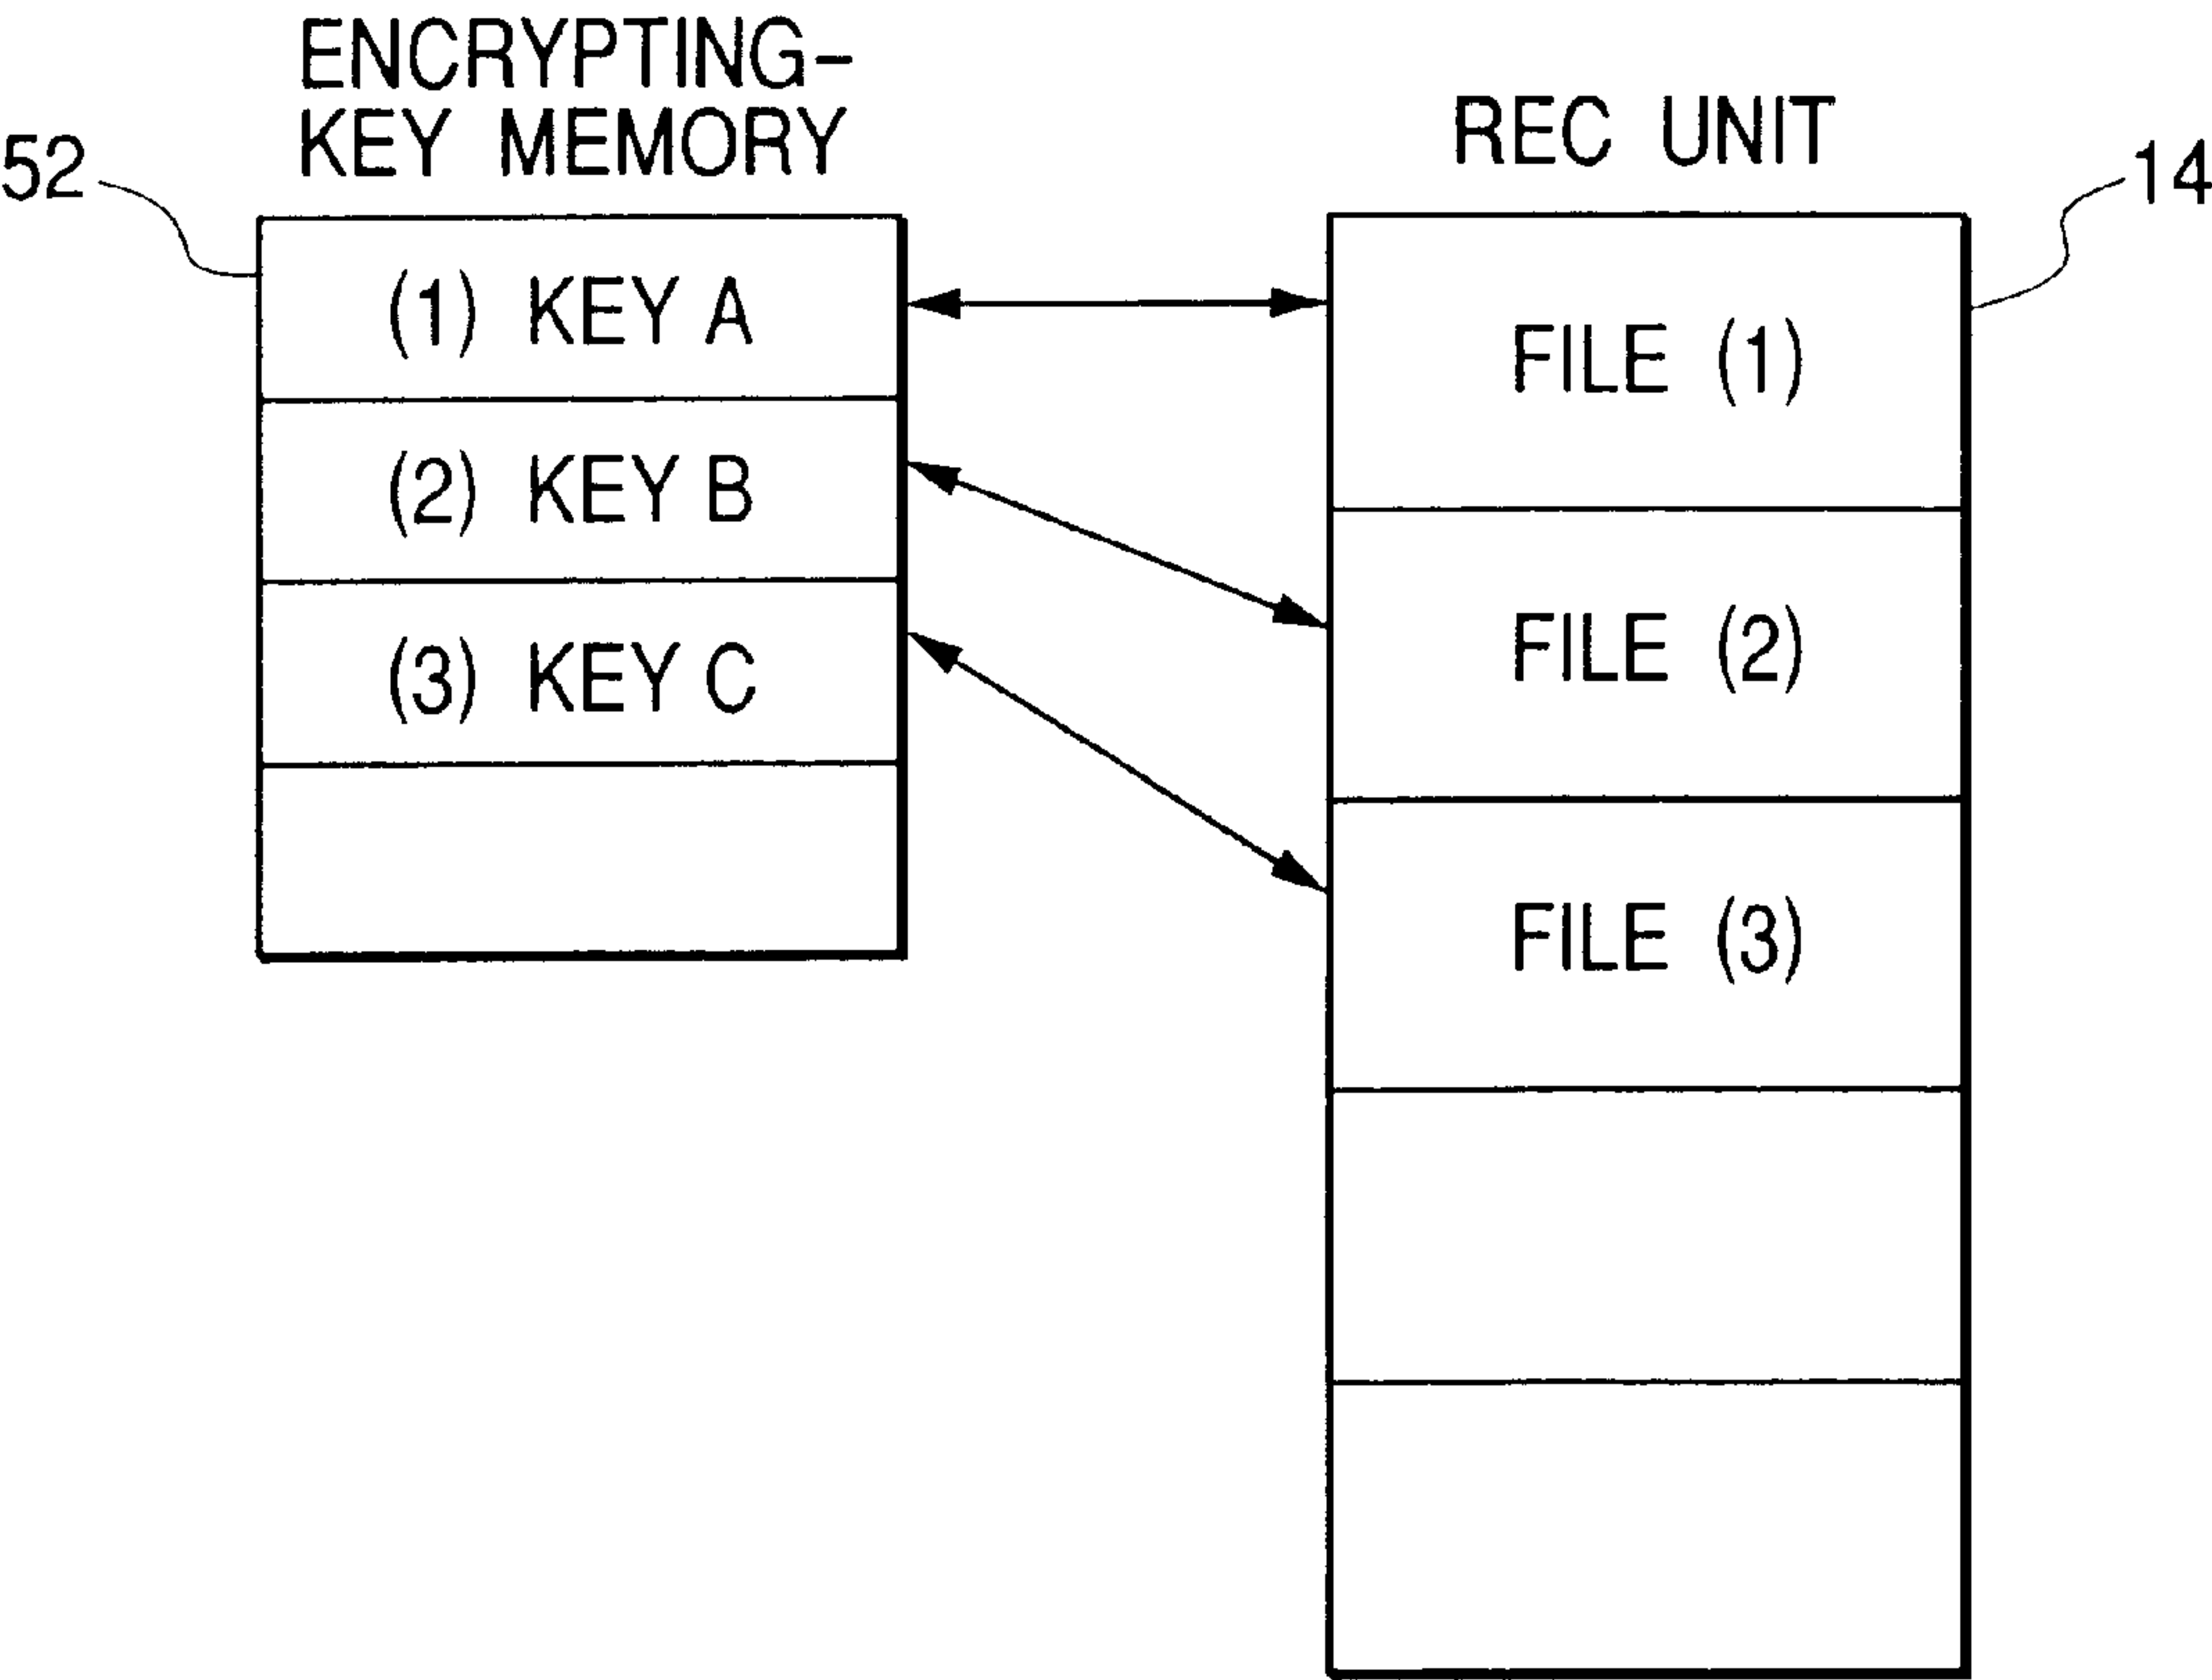 ENCRYPTING-
KEY MEMORY
52
(1) KEY A
(2) KEY B
(3) KEY C
REC UNIT
14
FILE (1)
FILE (2)
FILE (3)